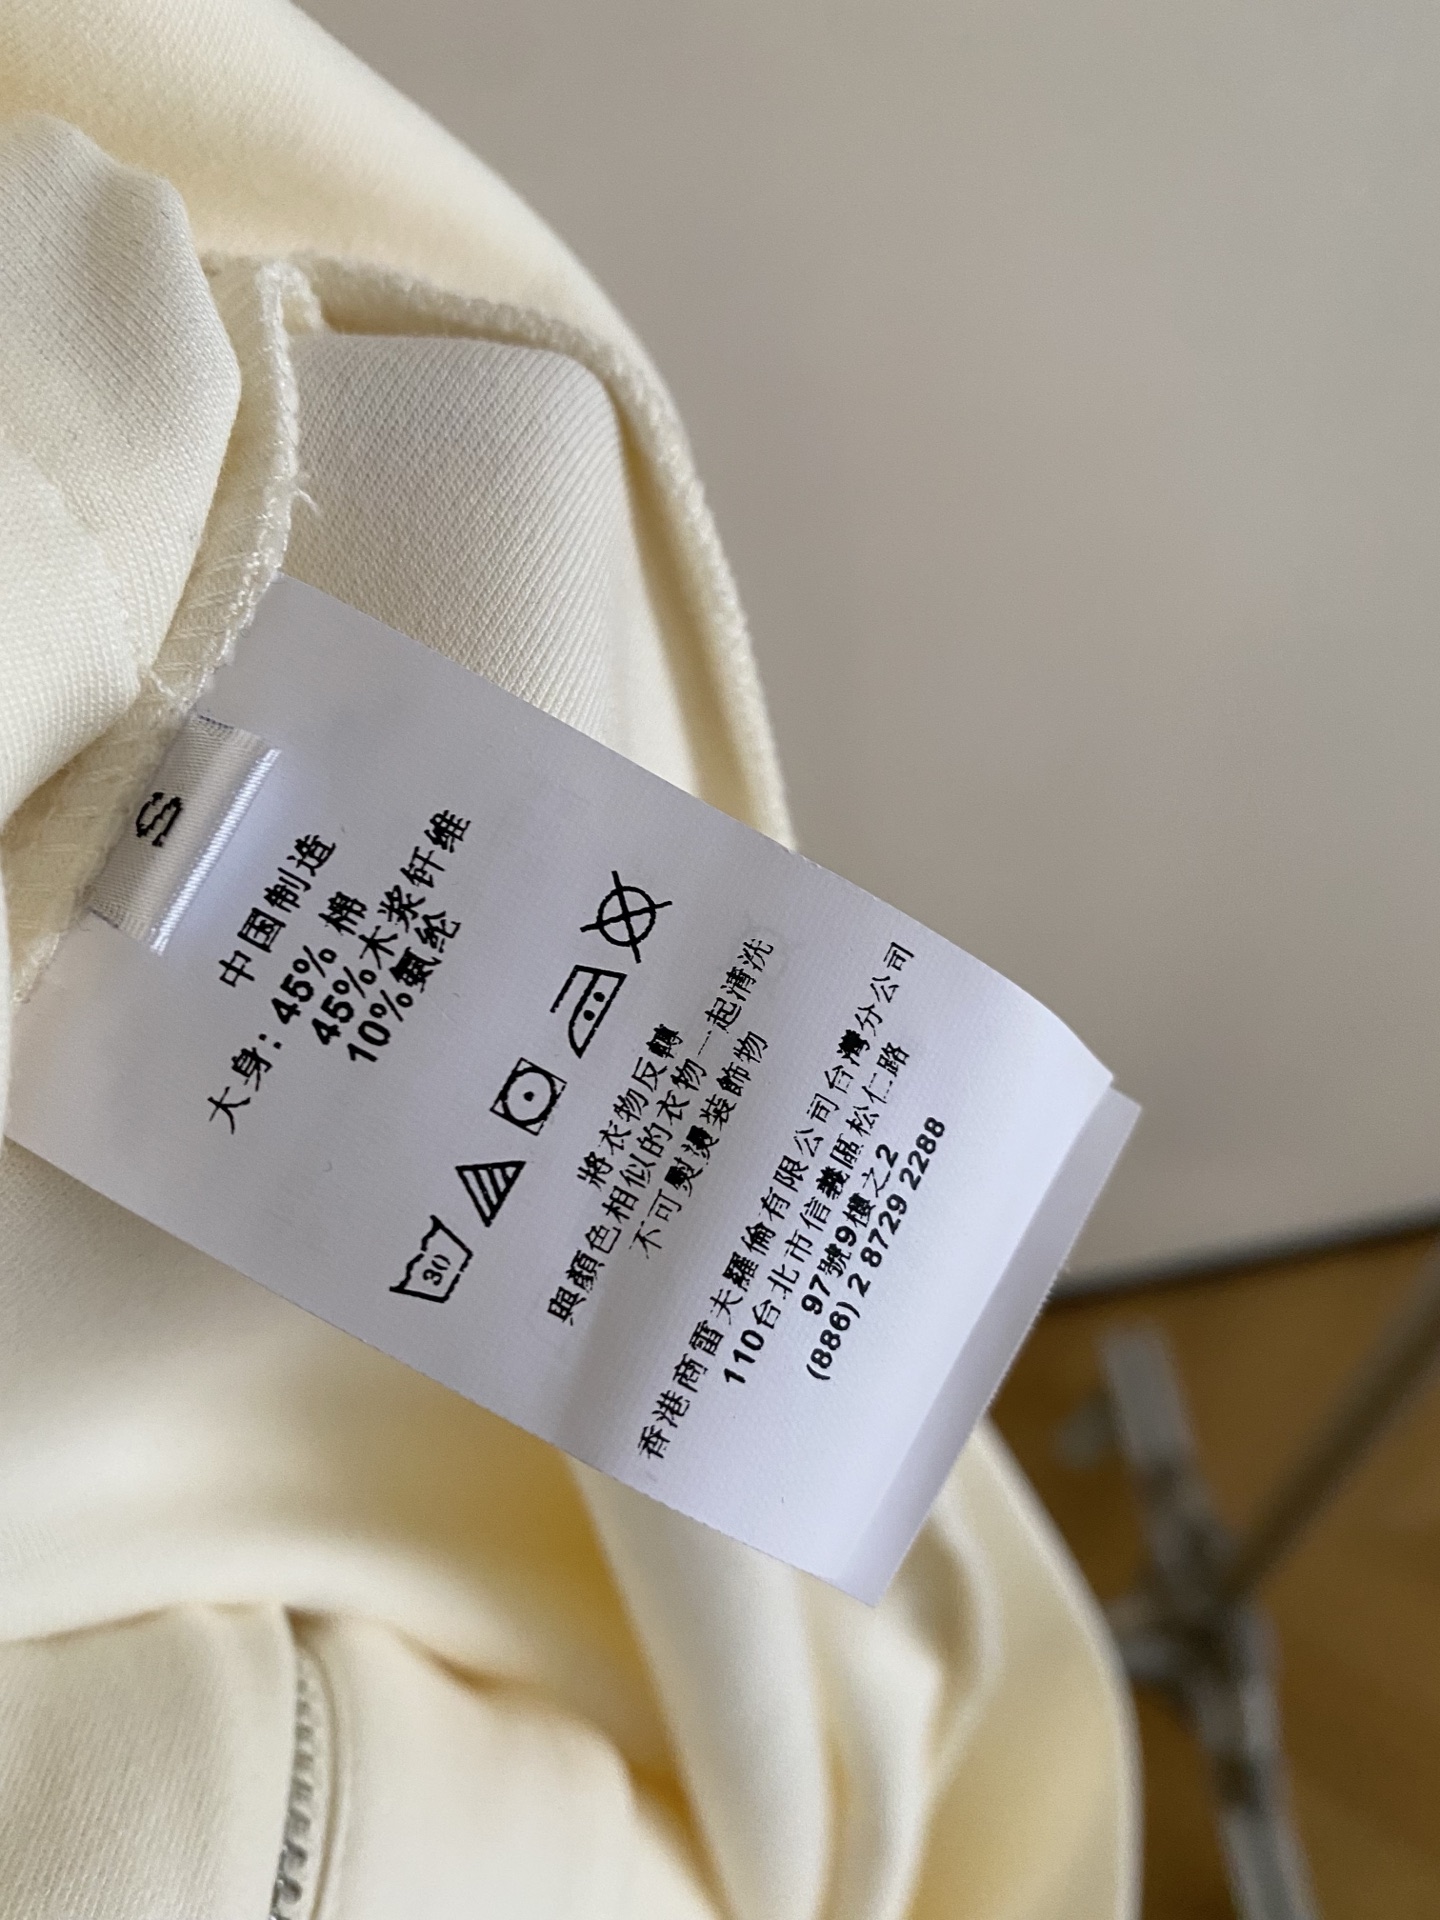 S
中国制造
大身: 45% 棉
45%木浆钎维
10%氨纶
30
將衣物反轉
與顏色相似的衣物一起清洗
不可熨燙裝飾物
香港商雷夫羅倫有限公司台灣分公司
110台北市信義區松仁路
97號9樓之2
(886) 2 8729 2288